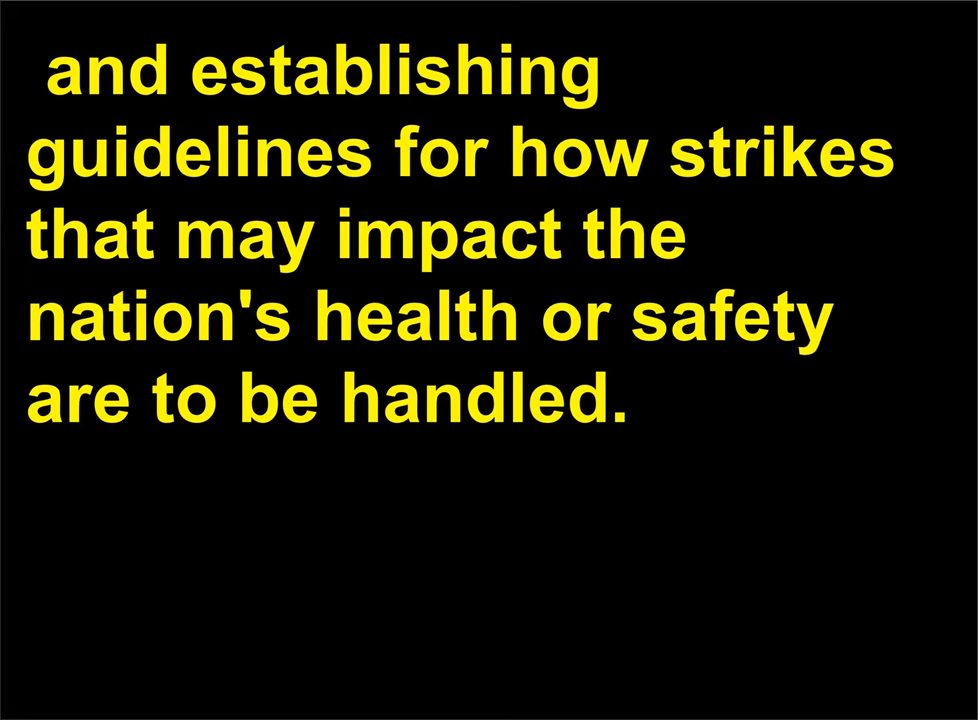 and establishing
guidelines for how strikes
that may impact the
nation's health or safety
are to be handled.